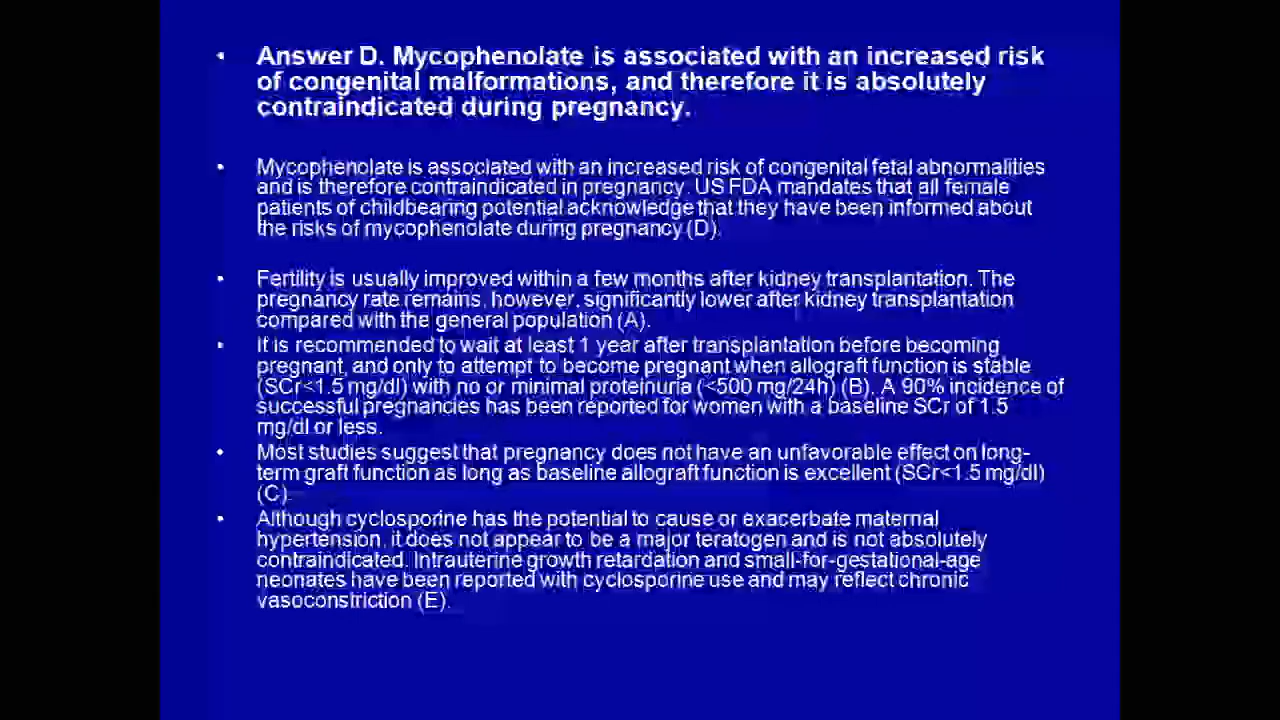 • Answer D. Mycophenolate is associated with an increased risk
of congenital malformations, and therefore it is absolutely
contraindicated during pregnancy.
• Mycophenolate is associated with an increased risk of congenital fetal abnormalities
and is therefore contraindicated in pregnancy. US FDA mandates that all female
patients of childbearing potential acknowledge that they have been informed about
the risks of mycophenolate during pregnancy (D).
• Fertility is usually improved within a few months after kidney transplantation. The
pregnancy rate remains, however, significantly lower after kidney transplantation
compared with the general population (A).
• It is recommended to wait at least 1 year after transplantation before becoming
pregnant, and only to attempt to become pregnant when allograft function is stable
(SCr<1.5 mg/dl) with no or minimal proteinuria (<500 mg/24h) (B). A 90% incidence of
successful pregnancies has been reported for women with a baseline SCr of 1.5
mg/dl or less.
• Most studies suggest that pregnancy does not have an unfavorable effect on long-
term graft function as long as baseline allograft function is excellent (SCr<1.5 mg/dl)
(C).
• Although cyclosporine has the potential to cause or exacerbate maternal
hypertension, it does not appear to be a major teratogen and is not absolutely
contraindicated. Intrauterine growth retardation and small-for-gestational-age
neonates have been reported with cyclosporine use and may reflect chronic
vasoconstriction (E).